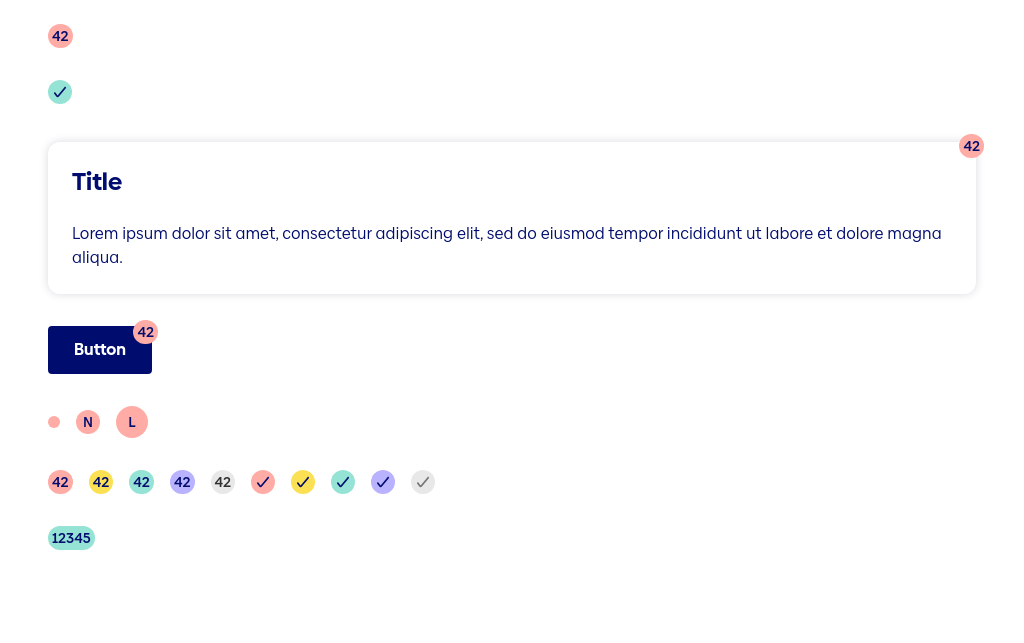 42
42
Title
Lorem ipsum dolor sit amet, consectetur adipiscing elit, sed do eiusmod tempor incididunt ut labore et dolore magna
aliqua.
42
Button
N L
42 42 42 42 42
12345